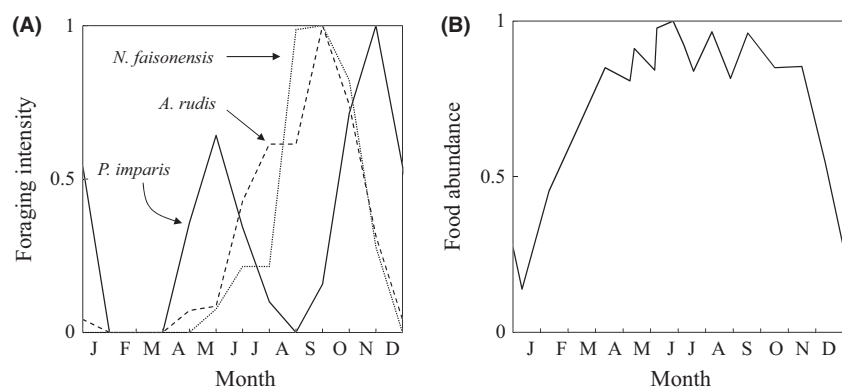 (A)
Foraging intensity
1
0.5
0
N. faisonensis
A. rudis
P. imparis
J F M A M J J A S O N D
Month
(B)
Food abundance
1
0.5
0
J F M A M J J A S O N D
Month